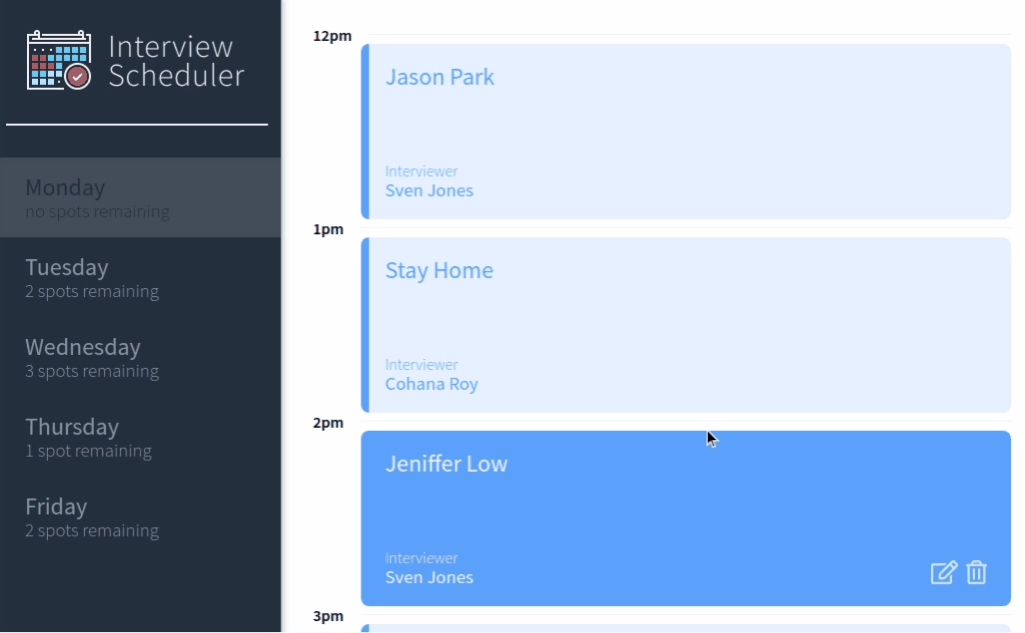 Interview
Scheduler
Monday
no spots remaining
Tuesday
2 spots remaining
Wednesday
3 spots remaining
Thursday
1 spot remaining
Friday
2 spots remaining
12pm
Jason Park
Interviewer
Sven Jones
1pm
Stay Home
Interviewer
Cohana Roy
2pm
Jeniffer Low
Interviewer
Sven Jones
3pm